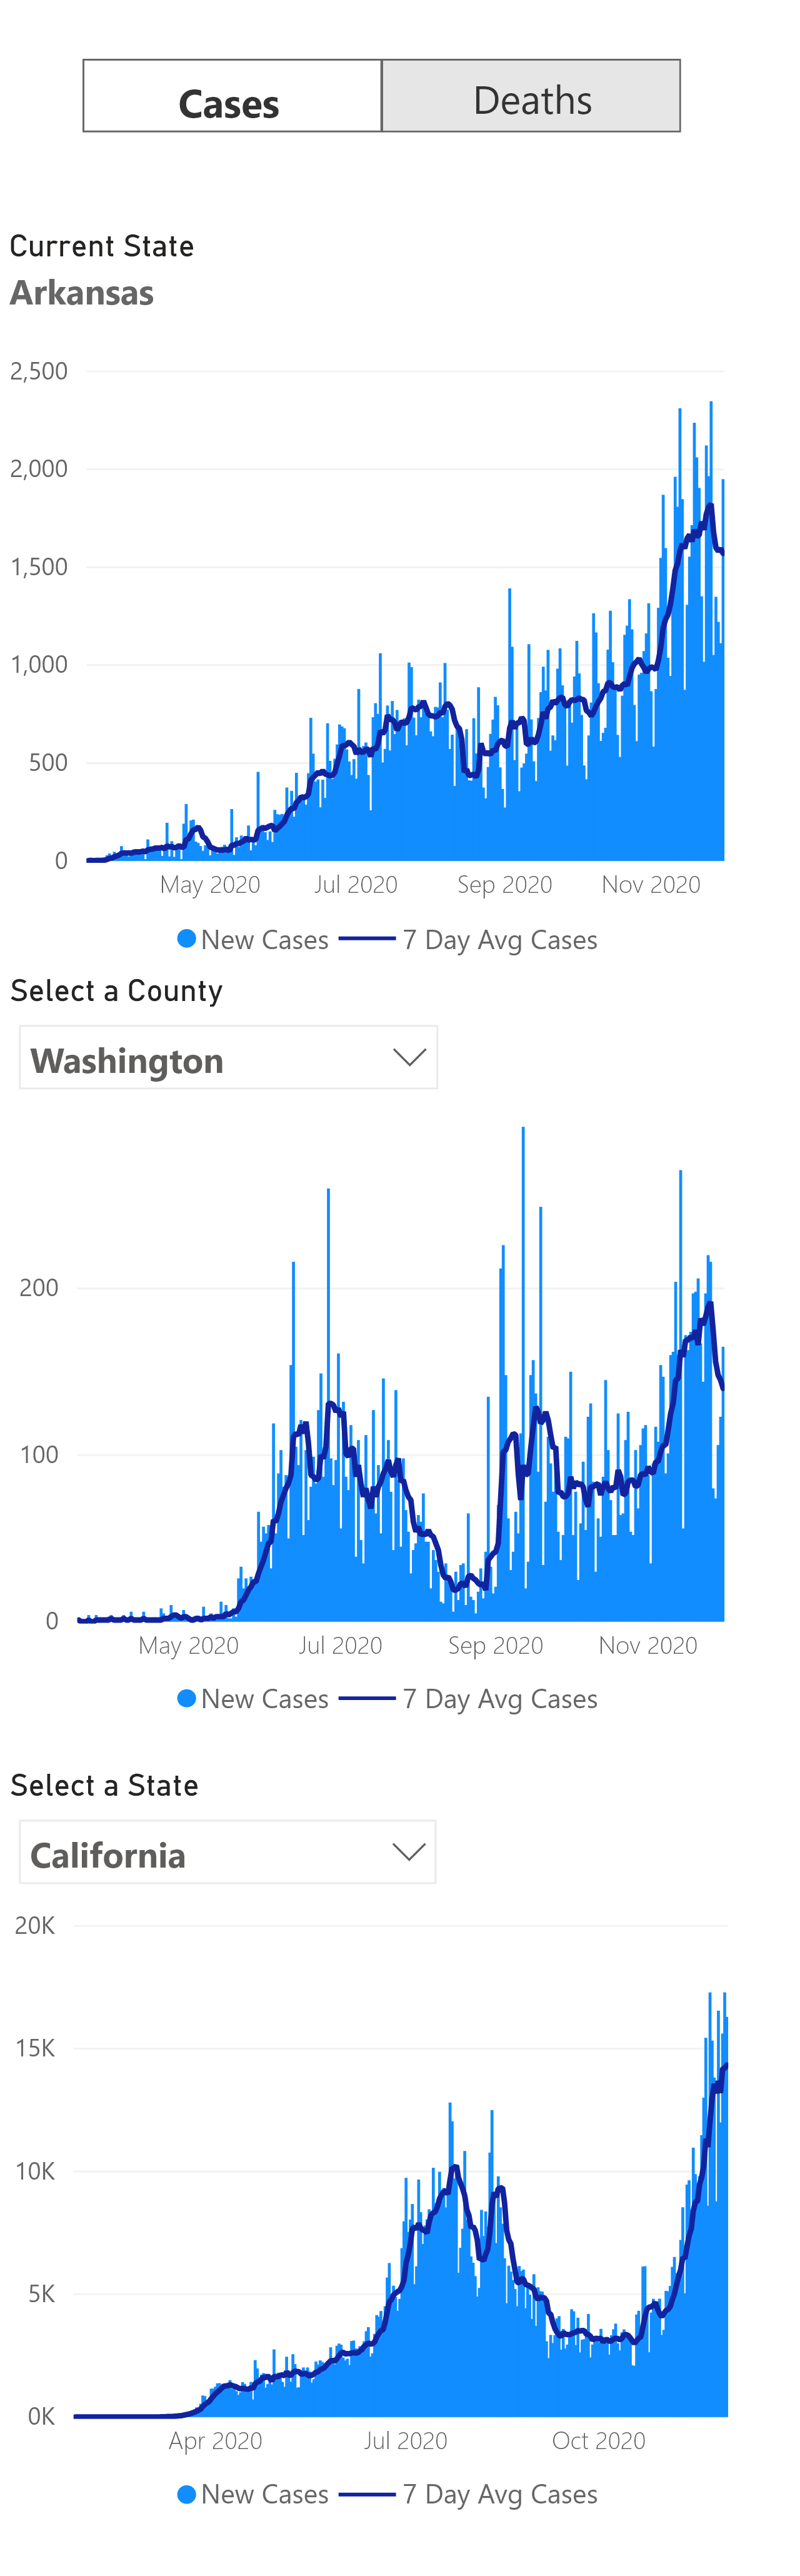 Cases Deaths
Current State
Arkansas
2,500
2,000
1,500
1,000
500
0
May 2020 Jul 2020 Sep 2020 Nov 2020
New Cases 7 Day Avg Cases
Select a County
Washington
200
100
0
May 2020 Jul 2020 Sep 2020 Nov 2020
New Cases 7 Day Avg Cases
Select a State
California
20K
15K
10K
5K
0K
Apr 2020 Jul 2020 Oct 2020
New Cases 7 Day Avg Cases